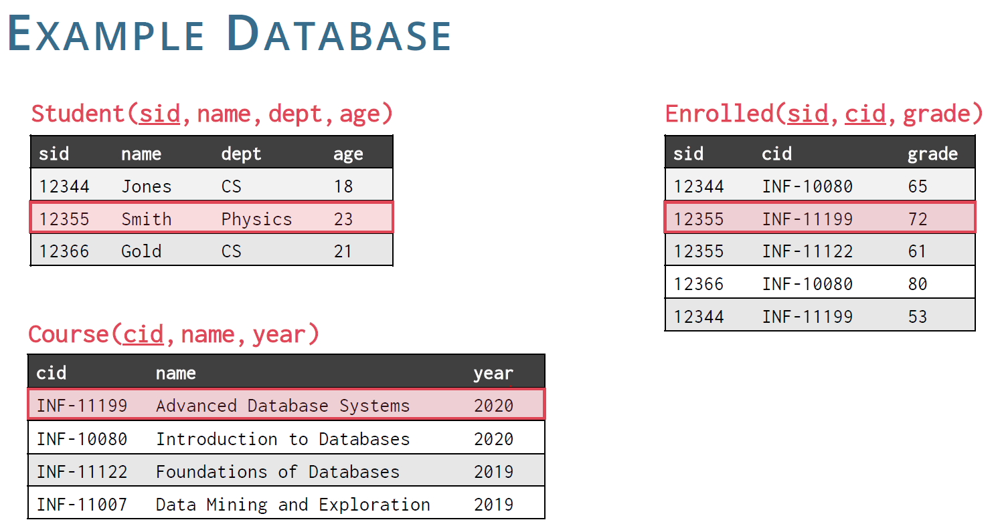 EXAMPLE DATABASE
Student(sid, name, dept, age)
sid name dept age
12344 Jones CS 18
12355 Smith Physics 23
12366 Gold CS 21
Course(cid, name, year)
cid name year
INF-11199 Advanced Database Systems 2020
INF-10080 Introduction to Databases 2020
INF-11122 Foundations of Databases 2019
INF-11007 Data Mining and Exploration 2019
Enrolled(sid, cid, grade)
sid cid grade
12344 INF-10080 65
12355 INF-11199 72
12355 INF-11122 61
12366 INF-10080 80
12344 INF-11199 53